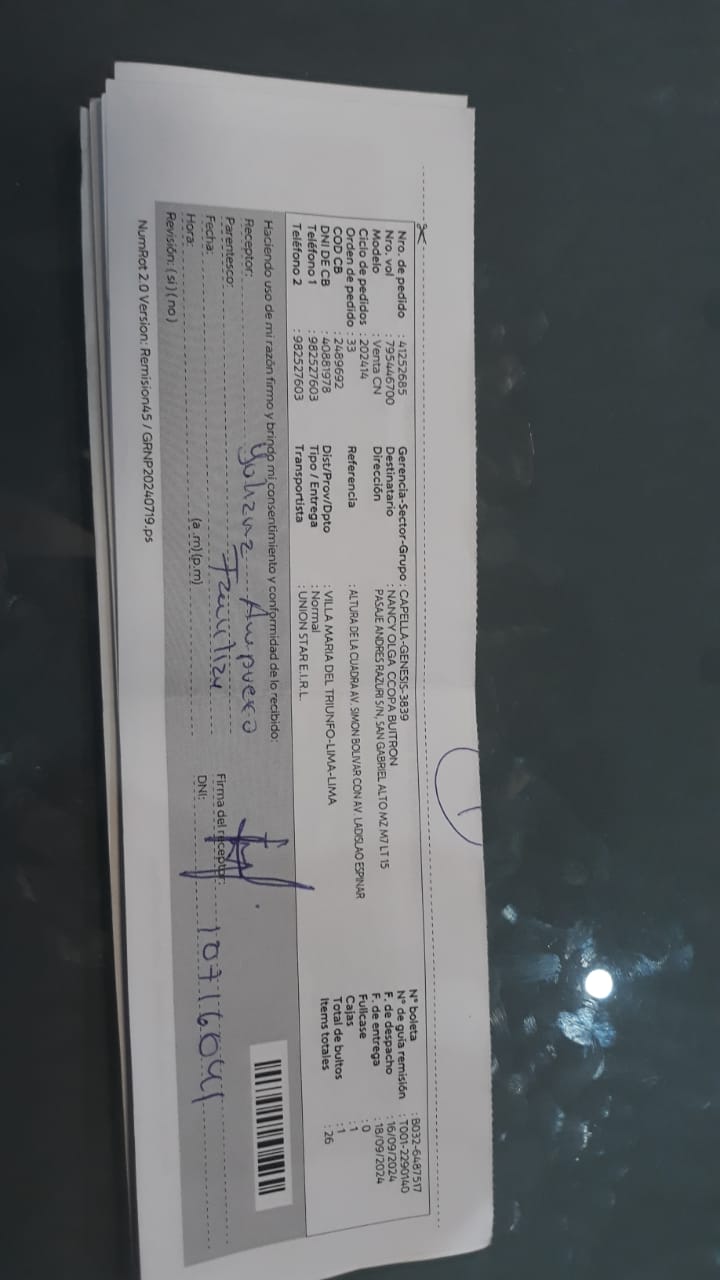 Nro. de pedido : 41252685
Nro. vol : 795446700
Modelo : Venta CN
Ciclo de pedidos : 202414
Orden de pedido : 33
COD CB : 2489692
DNI DE CB : 40881978
Teléfono 1 : 982527603
Teléfono 2 : 982527603
Gerencia-Sector-Grupo : CAPELLA-GENESIS-3839
Destinatario : NANCY OLGA CCOPA BUITRON
Dirección PASAJE ANDRES RAZURI S/N, SAN GABRIEL ALTO MZ M7 LT 15
Referencia : ALTURA DE LA CUADRA AV. SIMON BOLIVAR CON AV. LADISLAO ESPINAR
Dist/Prov/Dpto : VILLA MARIA DEL TRIUNFO-LIMA-LIMA
Tipo / Entrega : Normal
Transportista : UNION STAR E.I.R.L
N° boleta : B032-6487517
N° de guía remisión : T001-2290140
F. de despacho : 16/09/2024
F. de entrega : 18/09/2024
Fullcase : 0
Cajas : 1
Total de bultos : 1
Items totales : 26
Haciendo uso de mi razón firmo y brindo mi consentimiento y conformidad de lo recibido:
Receptor: Yuliana Ampuero
Parentesco: Familiar
Fecha:
Hora: (a .m) (p.m)
Revisión: ( si ) ( no )
Firma del receptor:
DNI: 10716044
NumRot 2.0 Version: Remision45 / GRNP20240719.ps